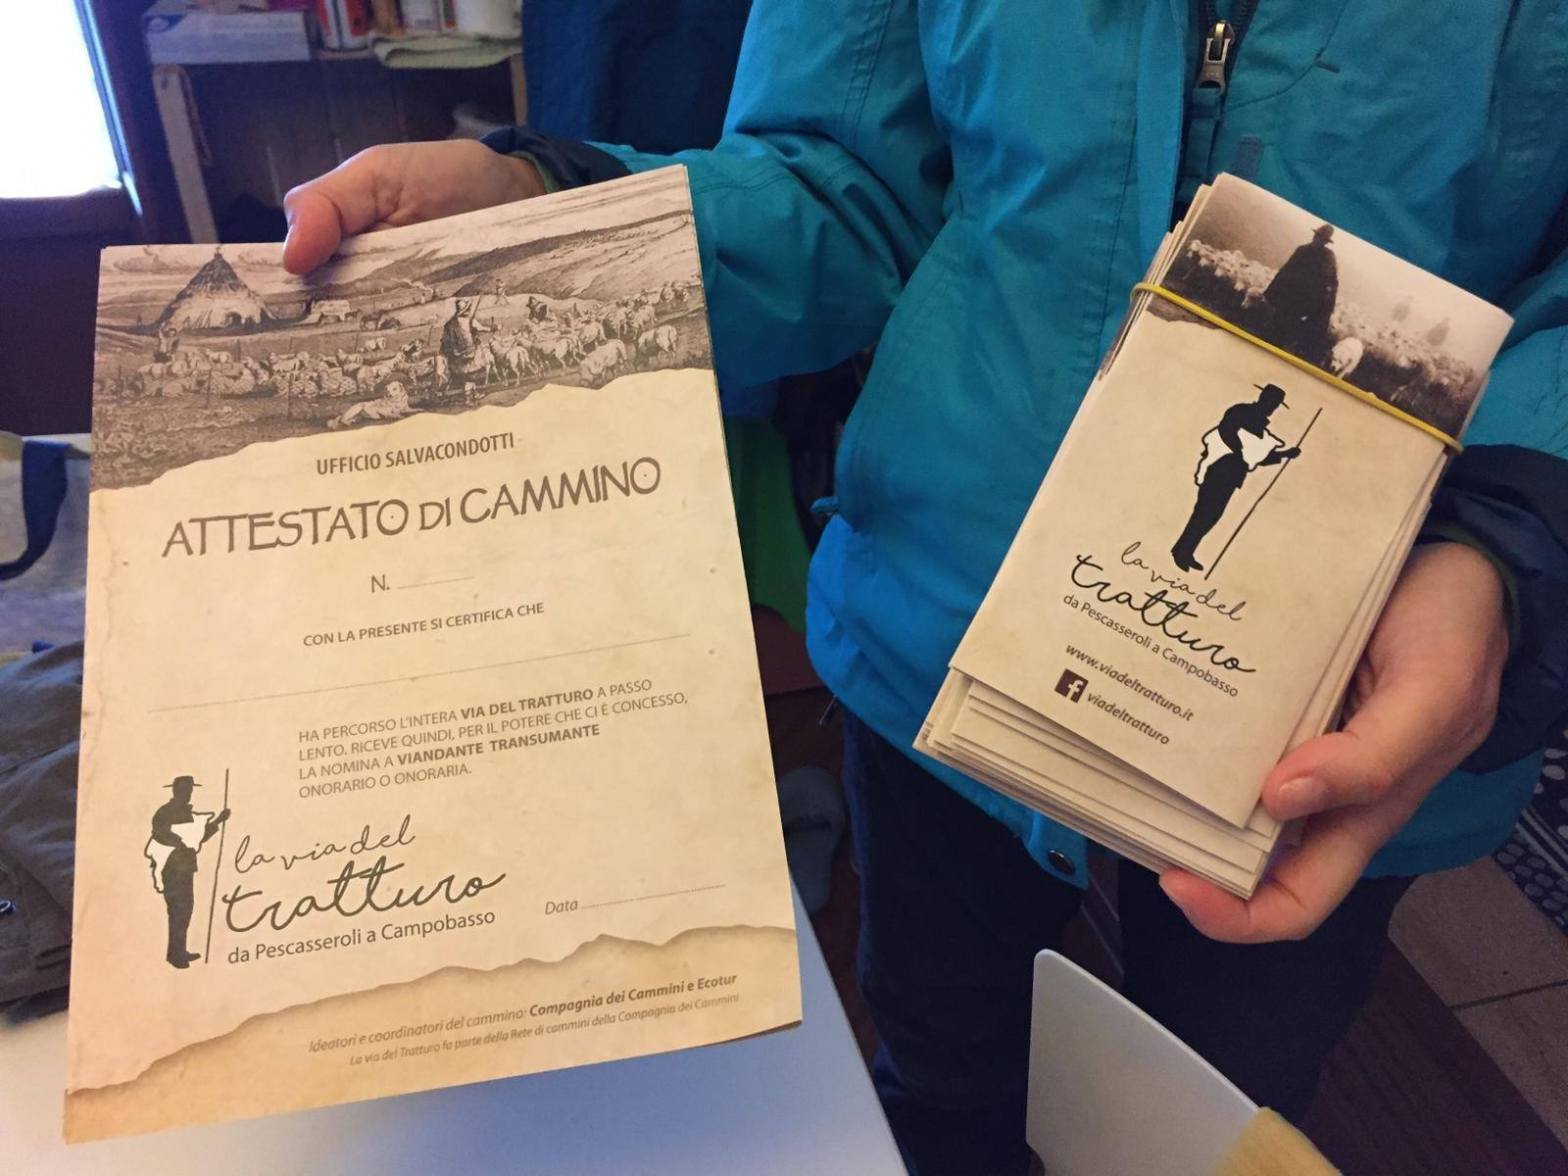 UFFICIO SALVACONDOTTI
ATTESTATO DI CAMMINO
N. ............
CON LA PRESENTE SI CERTIFICA CHE
HA PERCORSO L'INTERA VIA DEL TRATTURO A PASSO
LENTO, RICEVE QUINDI, PER IL POTERE CHE CI È CONCESSO,
LA NOMINA A VIANDANTE TRANSUMANTE
ONORARIO O ONORARIA.
la via del
tratturo
da Pescasseroli a Campobasso
Data
Ideatori e coordinatori del cammino: Compagnia dei Cammini e Ecotur
La via del Tratturo fa parte della Rete di cammini della Compagnia dei Cammini
la via del
tratturo
da Pescasseroli a Campobasso
www.viadeltratturo.it
f viadeltratturo